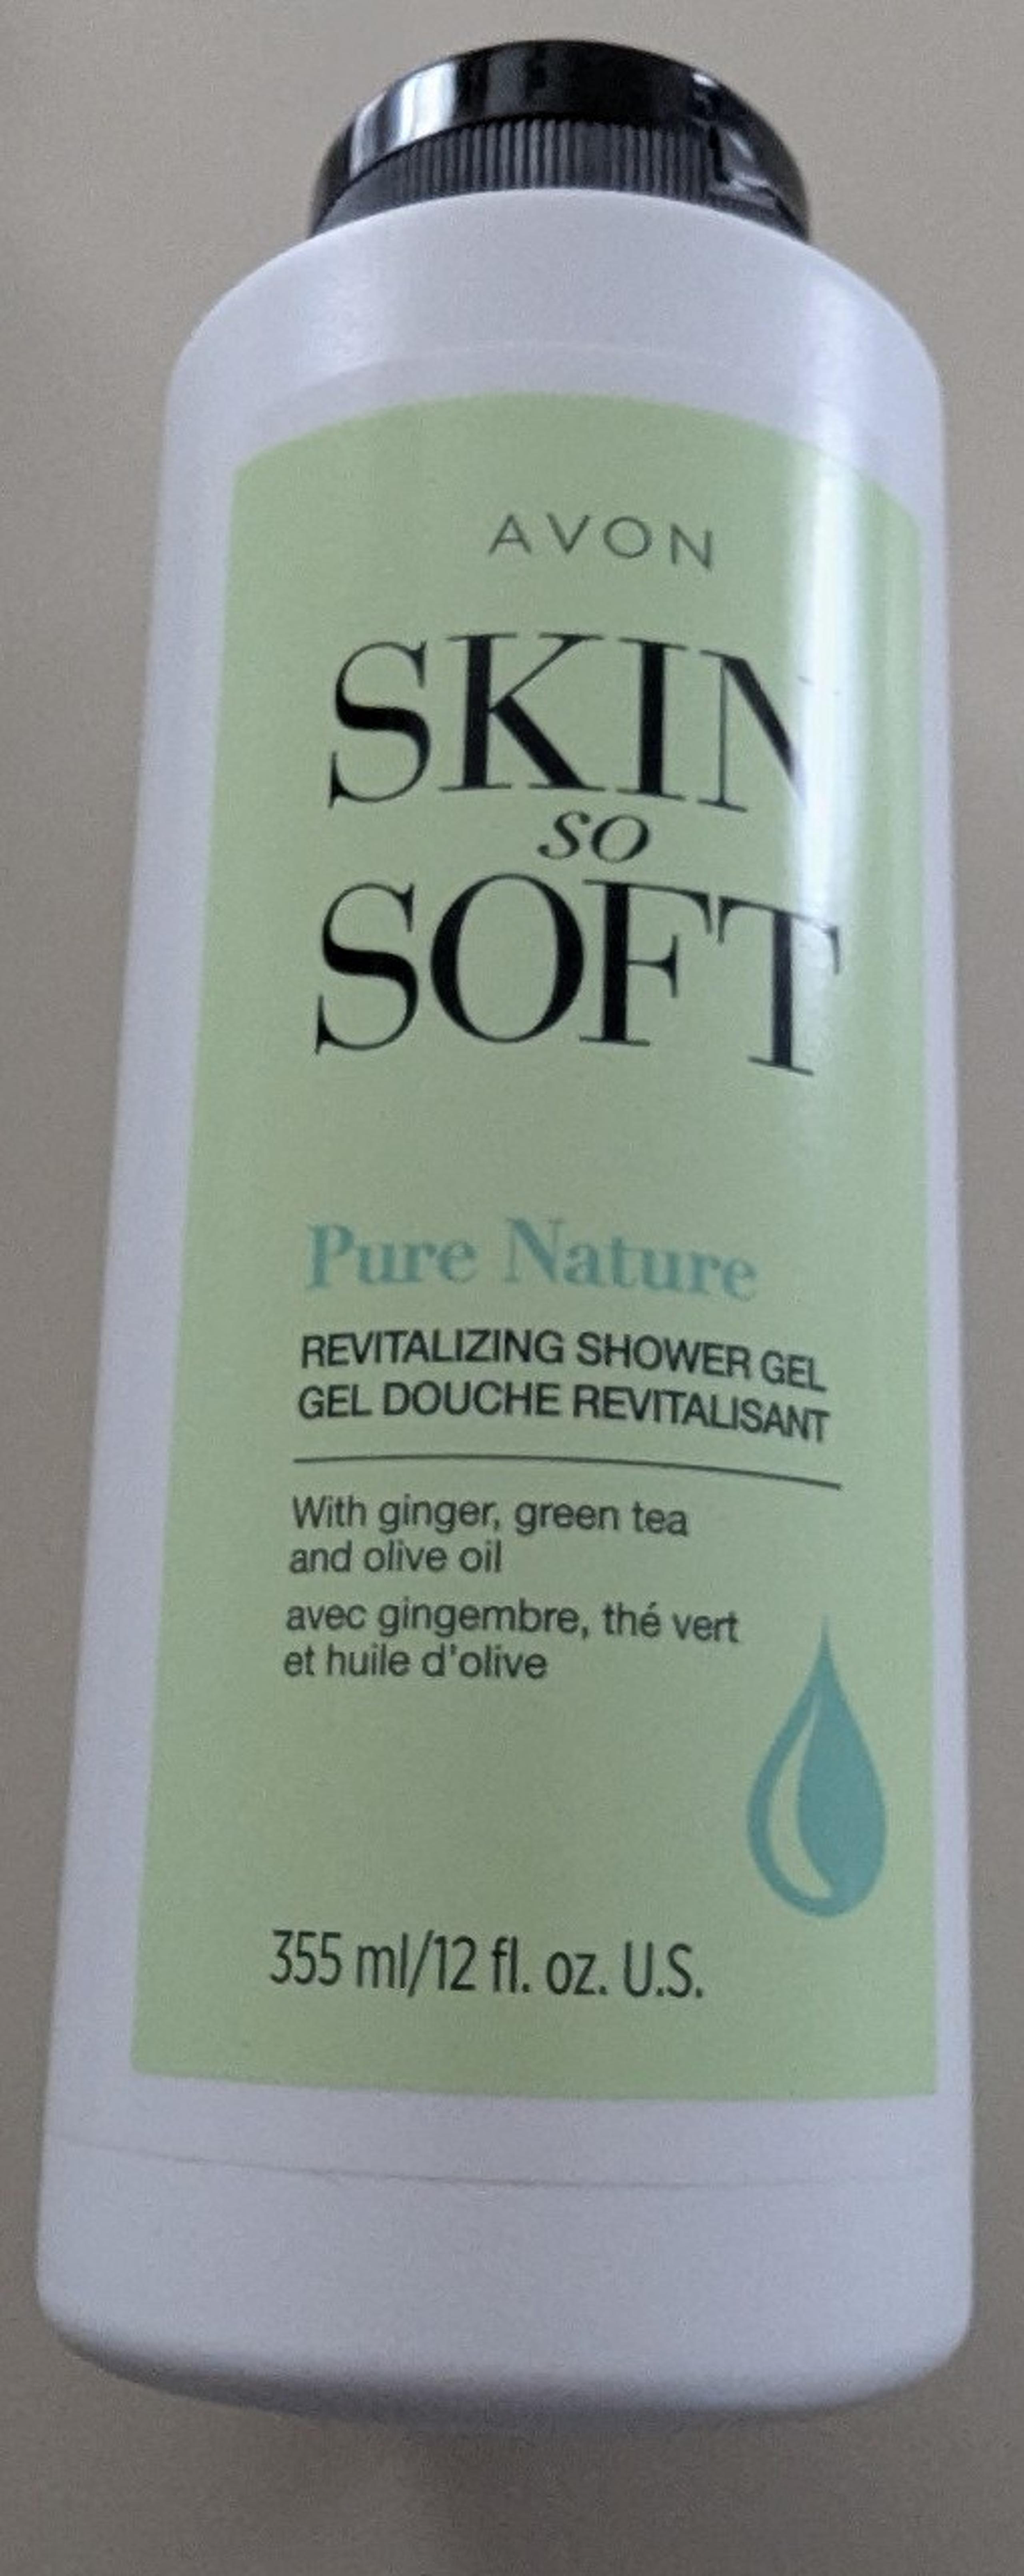 AVON
SKIN
so
SOFT
Pure Nature
REVITALIZING SHOWER GEL
GEL DOUCHE REVITALISANT
With ginger, green tea
and olive oil
avec gingembre, thé vert
et huile d'olive
355 ml/12 fl. oz. U.S.